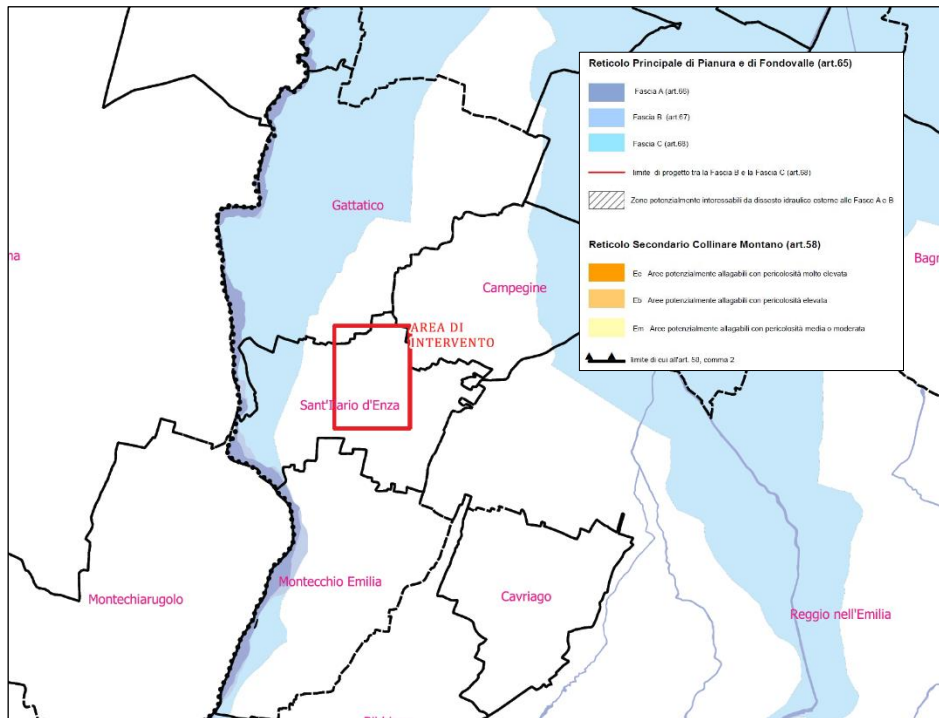 Reticolo Principale di Pianura e di Fondovalle (art.65)
Fascia A (art.66)
Fascia B (art.67)
Fascia C (art.68)
limite di progetto tra la Fascia B e la Fascia C (art.68)
Zone potenzialmente interessabili da dissesto idraulico esterne alle Fasce A e B
Reticolo Secondario Collinare Montano (art.58)
Ee Aree potenzialmente allagabili con pericolosità molto elevata
Eb Aree potenzialmente allagabili con pericolosità elevata
Em Aree potenzialmente allagabili con pericolosità media o moderata
limite di cui all'art. 58, comma 2
Gattatico
na
Bagn
Campegine
AREA DI
INTERVENTO
Sant'Ilario d'Enza
Montecchio Emilia
Montechiarugolo
Cavriago
Reggio nell'Emilia